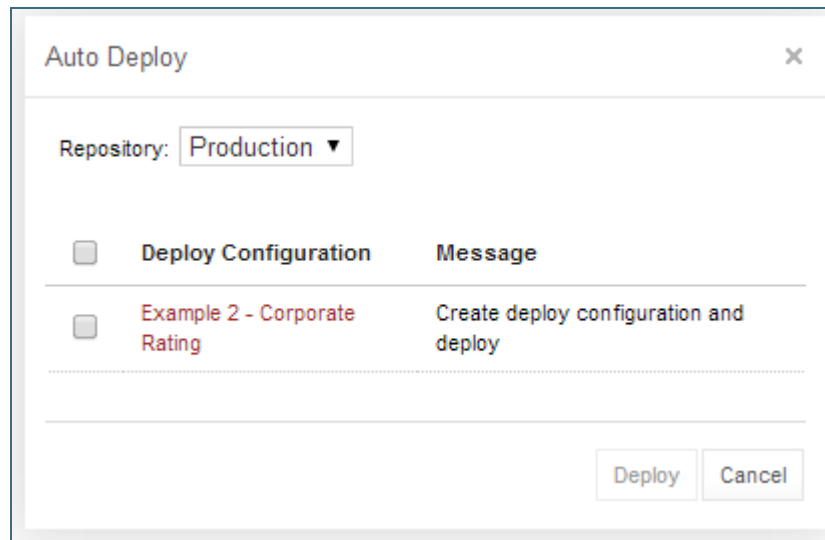 Auto Deploy
Repository: Production
Deploy Configuration Message
Example 2 - Corporate Create deploy configuration and
Rating deploy
Deploy Cancel